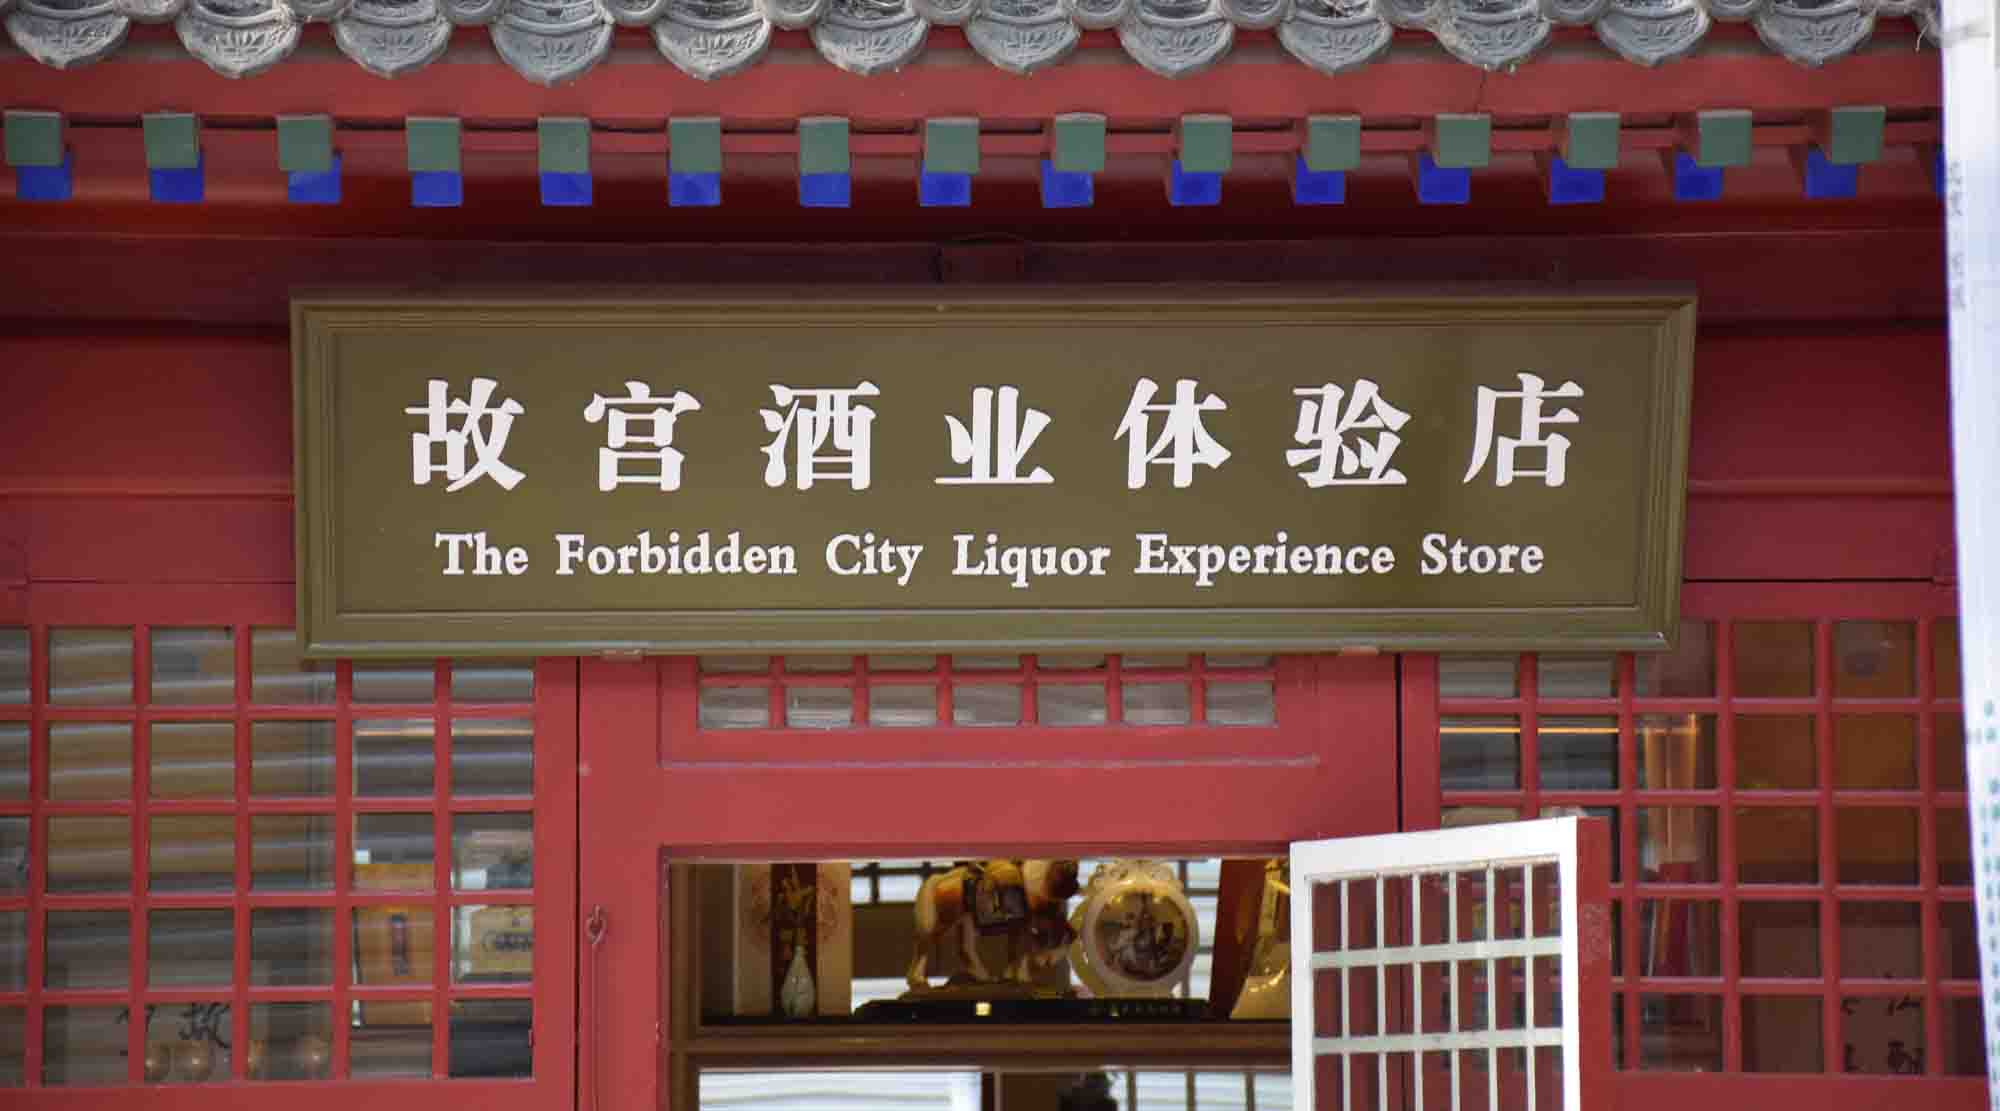 故宫酒业体验店
The Forbidden City Liquor Experience Store